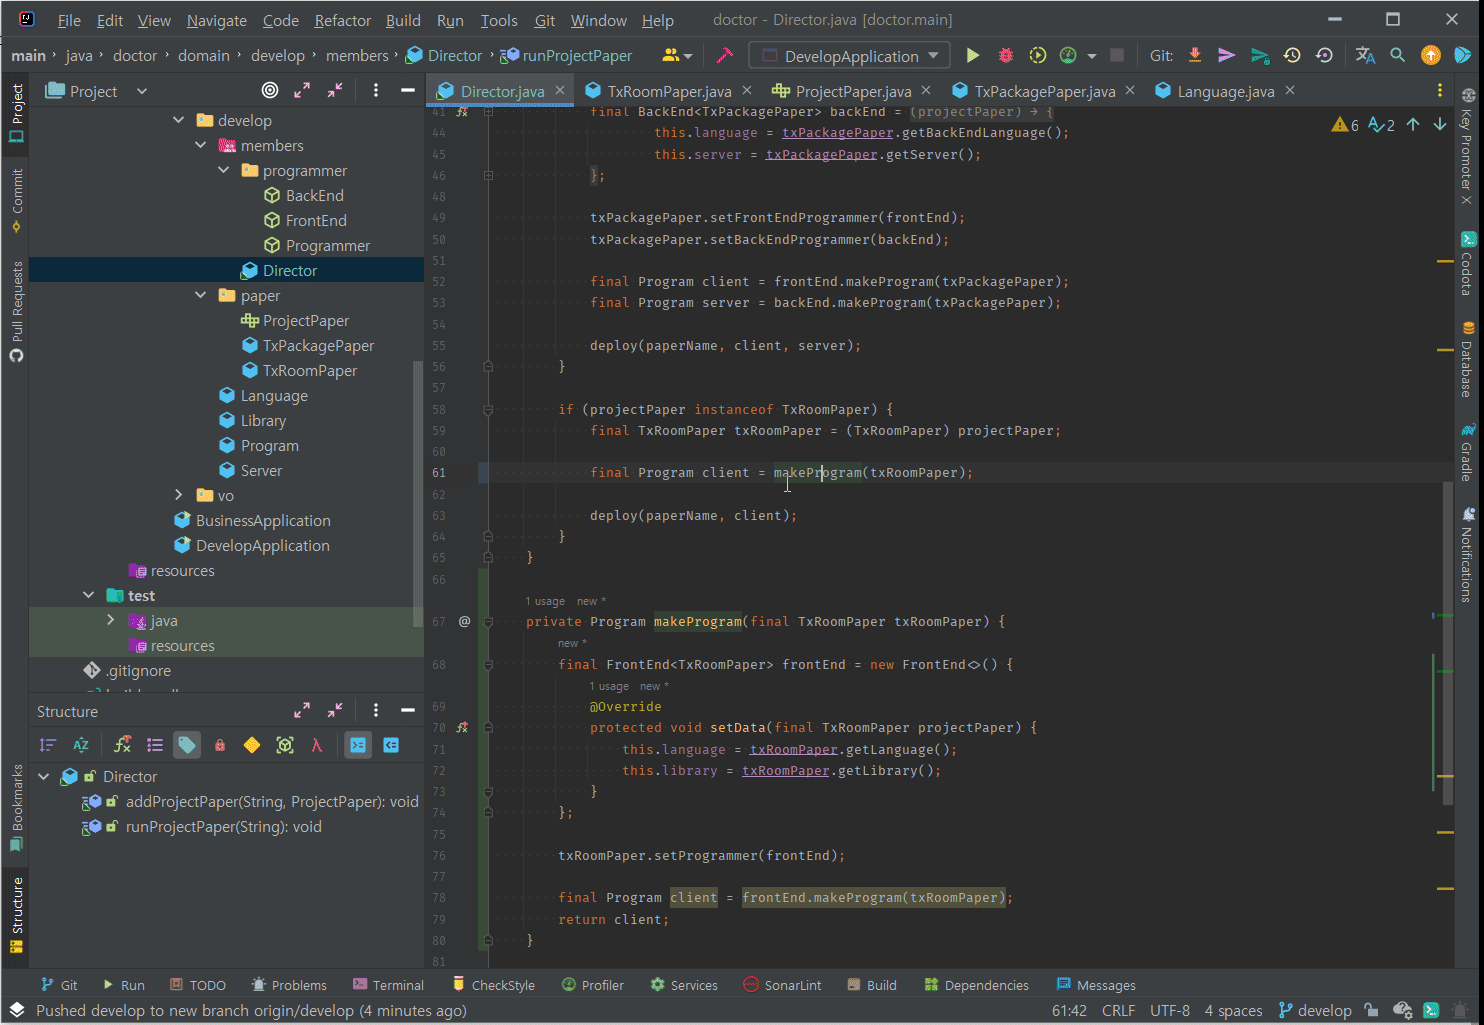 File Edit View Navigate Code Refactor Build Run Tools Git Window Help doctor - Director.java [doctor.main]
main java doctor domain develop members Director runProjectPaper DevelopApplication Git:
Project
Director.java TxRoomPaper.java ProjectPaper.java TxPackagePaper.java Language.java
Project
Commit
Pull Requests
Bookmarks
Structure
develop
members
programmer
BackEnd
FrontEnd
Programmer
Director
paper
ProjectPaper
TxPackagePaper
TxRoomPaper
Language
Library
Program
Server
vo
BusinessApplication
DevelopApplication
resources
test
java
resources
.gitignore
Structure
Director
addProjectPaper(String, ProjectPaper): void
runProjectPaper(String): void
6 2
41 final BackEnd<TxPackagePaper> backEnd = (projectPaper) → {
44 this.language = txPackagePaper.getBackEndLanguage();
45 this.server = txPackagePaper.getServer();
46 };
48
49 txPackagePaper.setFrontEndProgrammer(frontEnd);
50 txPackagePaper.setBackEndProgrammer(backEnd);
51
52 final Program client = frontEnd.makeProgram(txPackagePaper);
53 final Program server = backEnd.makeProgram(txPackagePaper);
54
55 deploy(paperName, client, server);
56 }
57
58 if (projectPaper instanceof TxRoomPaper) {
59 final TxRoomPaper txRoomPaper = (TxRoomPaper) projectPaper;
60
61 final Program client = makeProgram(txRoomPaper);
62
63 deploy(paperName, client);
64 }
65 }
66
1 usage new *
67 @ private Program makeProgram(final TxRoomPaper txRoomPaper) {
new *
68 final FrontEnd<TxRoomPaper> frontEnd = new FrontEnd<>() {
1 usage new *
69 @Override
70 protected void setData(final TxRoomPaper projectPaper) {
71 this.language = txRoomPaper.getLanguage();
72 this.library = txRoomPaper.getLibrary();
73 }
74 };
75
76 txRoomPaper.setProgrammer(frontEnd);
77
78 final Program client = frontEnd.makeProgram(txRoomPaper);
79 return client;
80 }
81
Key Promoter X
Codota
Database
Gradle
Notifications
Git Run TODO Problems Terminal CheckStyle Profiler Services SonarLint Build Dependencies Messages
Pushed develop to new branch origin/develop (4 minutes ago) 61:42 CRLF UTF-8 4 spaces develop